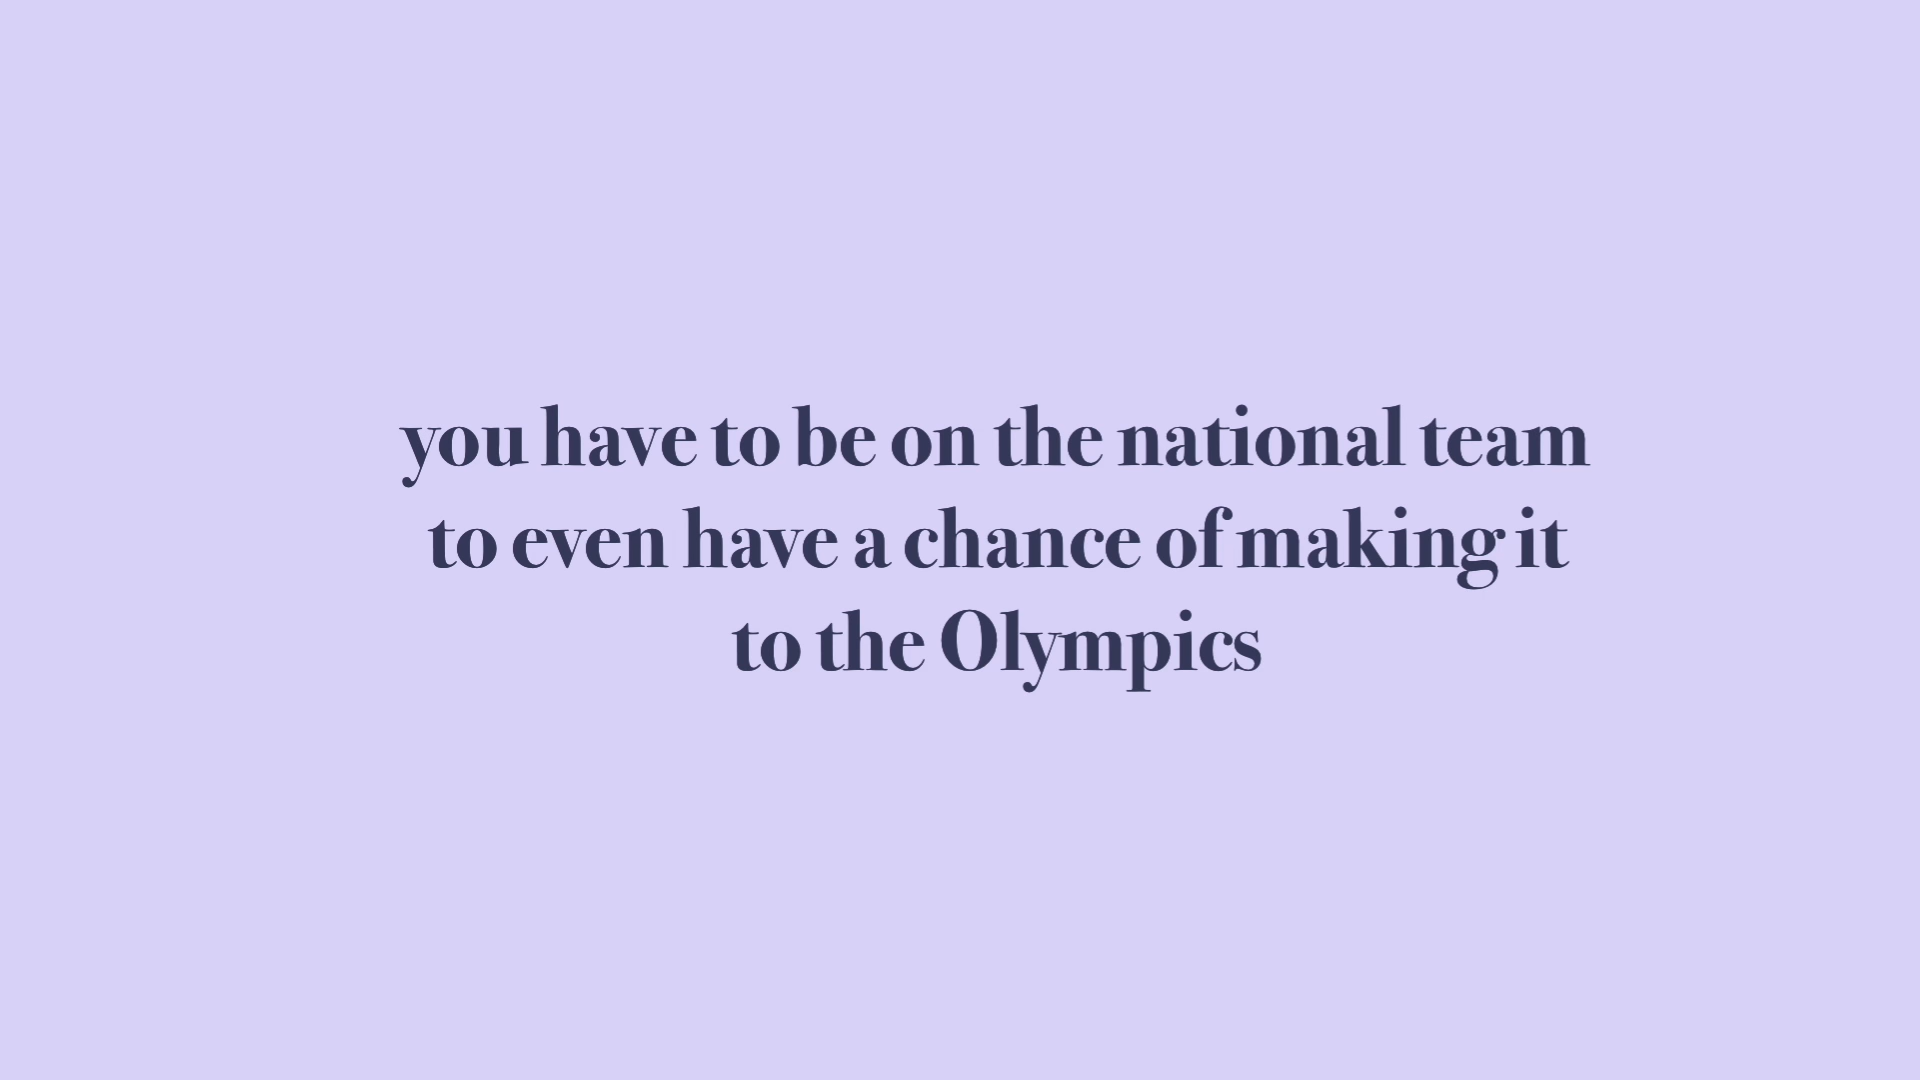 you have to be on the national team
to even have a chance of making it
to the Olympics